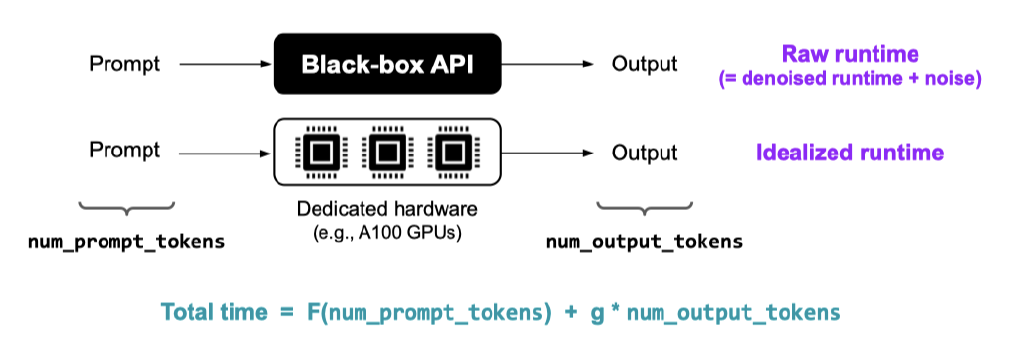 Prompt Black-box API Output Raw runtime
(= denoised runtime + noise)
Prompt Output Idealized runtime
Dedicated hardware
(e.g., A100 GPUs)
num_prompt_tokens num_output_tokens
Total time = F(num_prompt_tokens) + g * num_output_tokens